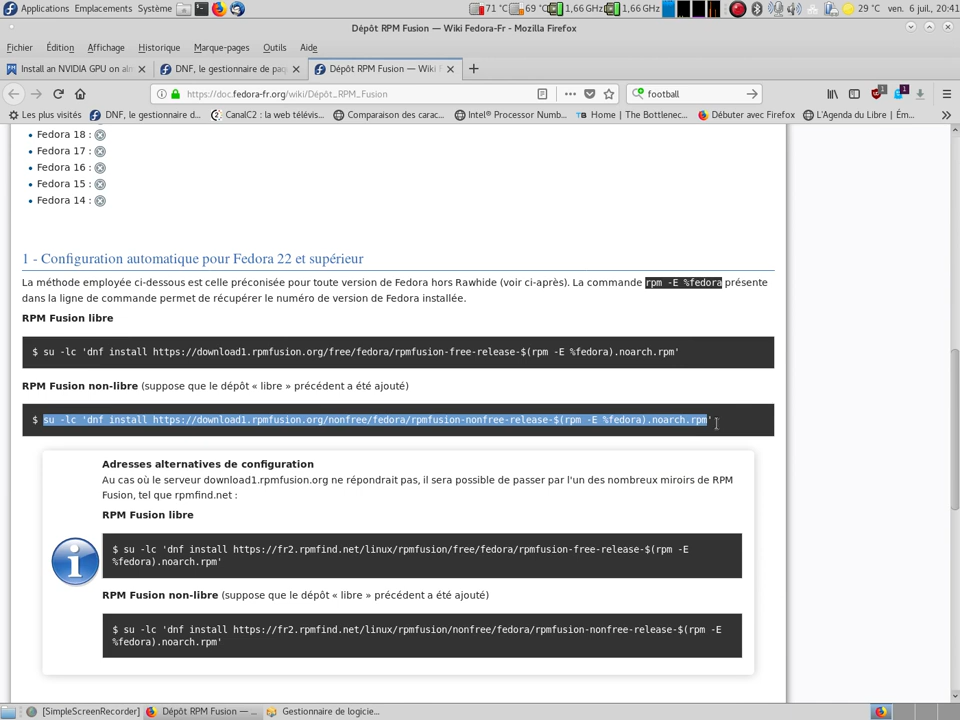 Applications Emplacements Système 71 °C 69 °C 1,66 GHz 1,66 GHz 29 °C ven. 6 juil., 20:41
Dépôt RPM Fusion — Wiki Fedora-Fr - Mozilla Firefox
Fichier Édition Affichage Historique Marque-pages Outils Aide
Install an NVIDIA GPU on alm DNF, le gestionnaire de paq Dépôt RPM Fusion — Wiki F
https://doc.fedora-fr.org/wiki/Dépôt_RPM_Fusion football
Les plus visités DNF, le gestionnaire d... CanalC2 : la web télévis... Comparaison des carac... Intel® Processor Numb... Home | The Bottlenec... Débuter avec Firefox L'Agenda du Libre | Ém...
• Fedora 18 :
• Fedora 17 :
• Fedora 16 :
• Fedora 15 :
• Fedora 14 :
1 - Configuration automatique pour Fedora 22 et supérieur
La méthode employée ci-dessous est celle préconisée pour toute version de Fedora hors Rawhide (voir ci-après). La commande rpm -E %fedora présente
dans la ligne de commande permet de récupérer le numéro de version de Fedora installée.
RPM Fusion libre
$ su -lc 'dnf install https://download1.rpmfusion.org/free/fedora/rpmfusion-free-release-$(rpm -E %fedora).noarch.rpm'
RPM Fusion non-libre (suppose que le dépôt « libre » précédent a été ajouté)
$ su -lc 'dnf install https://download1.rpmfusion.org/nonfree/fedora/rpmfusion-nonfree-release-$(rpm -E %fedora).noarch.rpm'
Adresses alternatives de configuration
Au cas où le serveur download1.rpmfusion.org ne répondrait pas, il sera possible de passer par l'un des nombreux miroirs de RPM
Fusion, tel que rpmfind.net :
RPM Fusion libre
$ su -lc 'dnf install https://fr2.rpmfind.net/linux/rpmfusion/free/fedora/rpmfusion-free-release-$(rpm -E
%fedora).noarch.rpm'
RPM Fusion non-libre (suppose que le dépôt « libre » précédent a été ajouté)
$ su -lc 'dnf install https://fr2.rpmfind.net/linux/rpmfusion/nonfree/fedora/rpmfusion-nonfree-release-$(rpm -E
%fedora).noarch.rpm'
[SimpleScreenRecorder] Dépôt RPM Fusion — ... Gestionnaire de logicie...